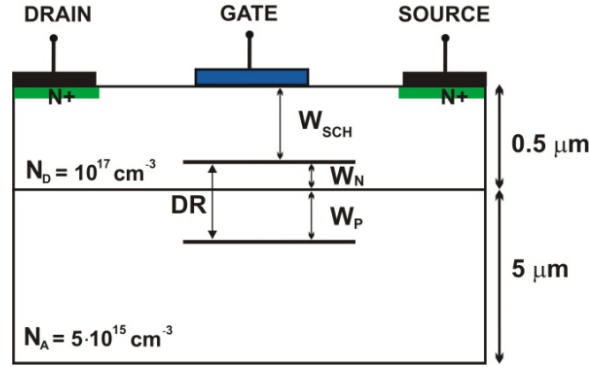 DRAIN GATE SOURCE
N+ N+
W_SCH
0.5 μm
N_D = 10^17 cm^-3
W_N
DR
W_P
5 μm
N_A = 5·10^15 cm^-3